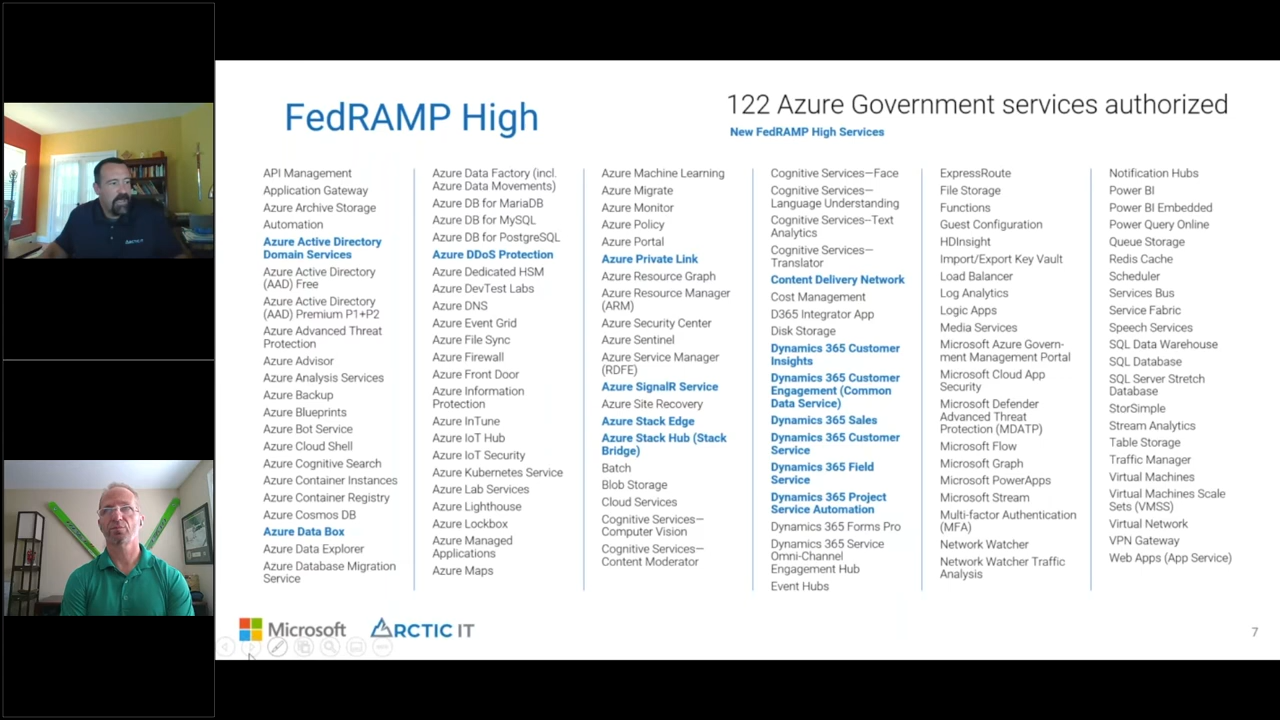 FedRAMP High
122 Azure Government services authorized
New FedRAMP High Services
API Management
Application Gateway
Azure Archive Storage
Automation
Azure Active Directory
Domain Services
Azure Active Directory
(AAD) Free
Azure Active Directory
(AAD) Premium P1+P2
Azure Advanced Threat
Protection
Azure Advisor
Azure Analysis Services
Azure Backup
Azure Blueprints
Azure Bot Service
Azure Cloud Shell
Azure Cognitive Search
Azure Container Instances
Azure Container Registry
Azure Cosmos DB
Azure Data Box
Azure Data Explorer
Azure Database Migration
Service
Azure Data Factory (incl.
Azure Data Movements)
Azure DB for MariaDB
Azure DB for MySQL
Azure DB for PostgreSQL
Azure DDoS Protection
Azure Dedicated HSM
Azure DevTest Labs
Azure DNS
Azure Event Grid
Azure File Sync
Azure Firewall
Azure Front Door
Azure Information
Protection
Azure InTune
Azure IoT Hub
Azure IoT Security
Azure Kubernetes Service
Azure Lab Services
Azure Lighthouse
Azure Lockbox
Azure Managed
Applications
Azure Maps
Azure Machine Learning
Azure Migrate
Azure Monitor
Azure Policy
Azure Portal
Azure Private Link
Azure Resource Graph
Azure Resource Manager
(ARM)
Azure Security Center
Azure Sentinel
Azure Service Manager
(RDFE)
Azure SignalR Service
Azure Site Recovery
Azure Stack Edge
Azure Stack Hub (Stack
Bridge)
Batch
Blob Storage
Cloud Services
Cognitive Services—
Computer Vision
Cognitive Services—
Content Moderator
Cognitive Services—Face
Cognitive Services—
Language Understanding
Cognitive Services—Text
Analytics
Cognitive Services—
Translator
Content Delivery Network
Cost Management
D365 Integrator App
Disk Storage
Dynamics 365 Customer
Insights
Dynamics 365 Customer
Engagement (Common
Data Service)
Dynamics 365 Sales
Dynamics 365 Customer
Service
Dynamics 365 Field
Service
Dynamics 365 Project
Service Automation
Dynamics 365 Forms Pro
Dynamics 365 Service
Omni-Channel
Engagement Hub
Event Hubs
ExpressRoute
File Storage
Functions
Guest Configuration
HDInsight
Import/Export Key Vault
Load Balancer
Log Analytics
Logic Apps
Media Services
Microsoft Azure Govern-
ment Management Portal
Microsoft Cloud App
Security
Microsoft Defender
Advanced Threat
Protection (MDATP)
Microsoft Flow
Microsoft Graph
Microsoft PowerApps
Microsoft Stream
Multi-factor Authentication
(MFA)
Network Watcher
Network Watcher Traffic
Analysis
Notification Hubs
Power BI
Power BI Embedded
Power Query Online
Queue Storage
Redis Cache
Scheduler
Services Bus
Service Fabric
Speech Services
SQL Data Warehouse
SQL Database
SQL Server Stretch
Database
StorSimple
Stream Analytics
Table Storage
Traffic Manager
Virtual Machines
Virtual Machines Scale
Sets (VMSS)
Virtual Network
VPN Gateway
Web Apps (App Service)
Microsoft
ARCTIC IT
7
ARCTIC IT